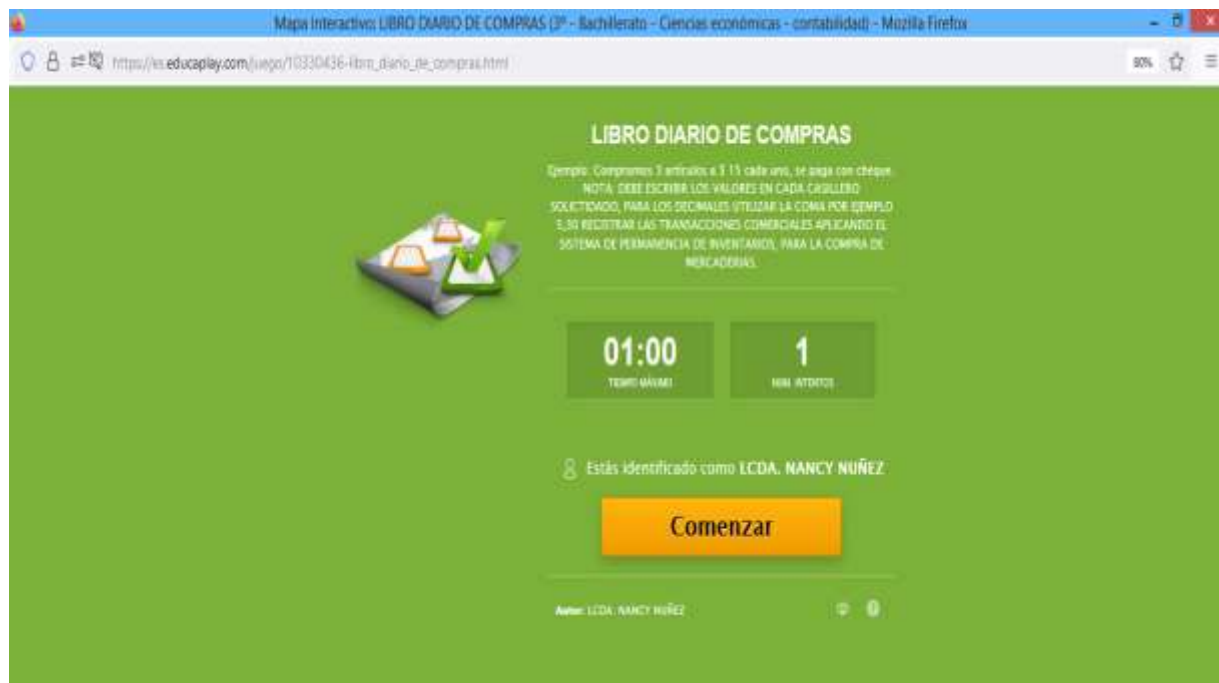 Mapa Interactivo: LIBRO DIARIO DE COMPRAS (3º - Bachillerato - Ciencias económicas - contabilidad) - Mozilla Firefox
https://es.educaplay.com/juego/10330436-libro_diario_de_compras.html
80%
LIBRO DIARIO DE COMPRAS
Ejemplo: Compramos 3 artículos a $ 15 cada uno, se paga con cheque.
NOTA: DEBE ESCRIBIR LOS VALORES EN CADA CASILLERO
SOLICTIDADO, PARA LOS DECIMALES UTILIZAR LA COMA POR EJEMPLO
5,30 REGISTRAR LAS TRANSACCIONES COMERCIALES APLICANDO EL
SISTEMA DE PERMANENCIA DE INVENTARIOS, PARA LA COMPRA DE
MERCADERIAS.
01:00
TIEMPO MÁXIMO
1
NÚM. INTENTOS
Estás identificado como LCDA. NANCY NUÑEZ
Comenzar
Autor: LCDA. NANCY NUÑEZ